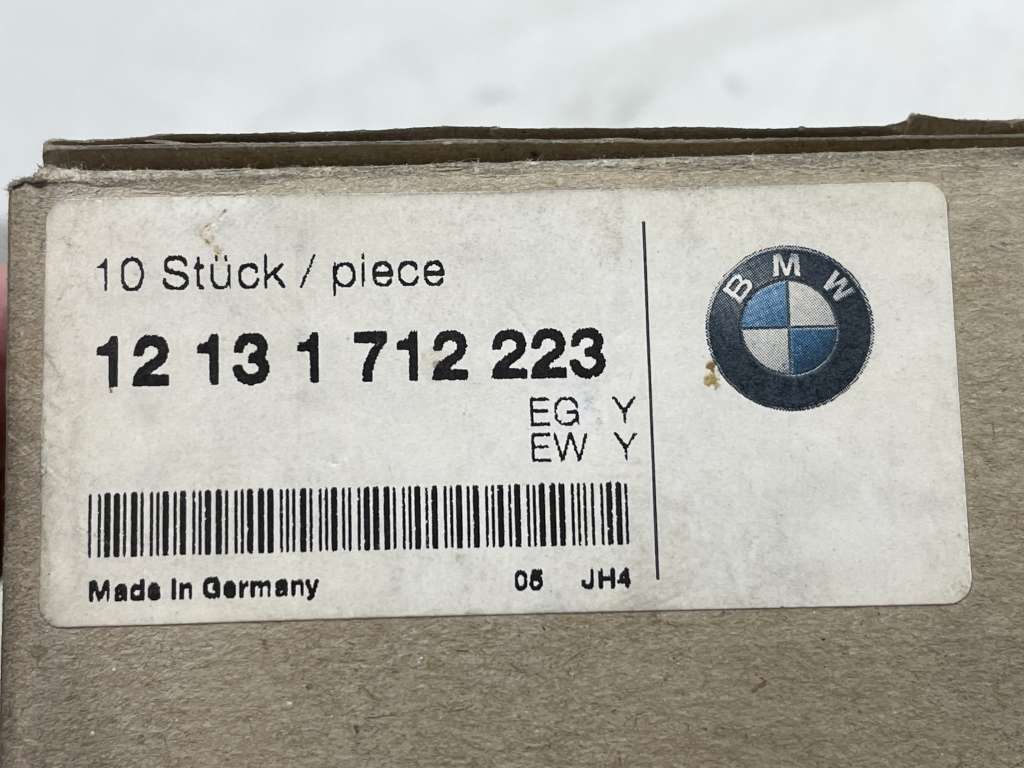 10 Stück / piece
12 13 1 712 223
EG Y
EW Y
Made In Germany 05 JH4
BMW